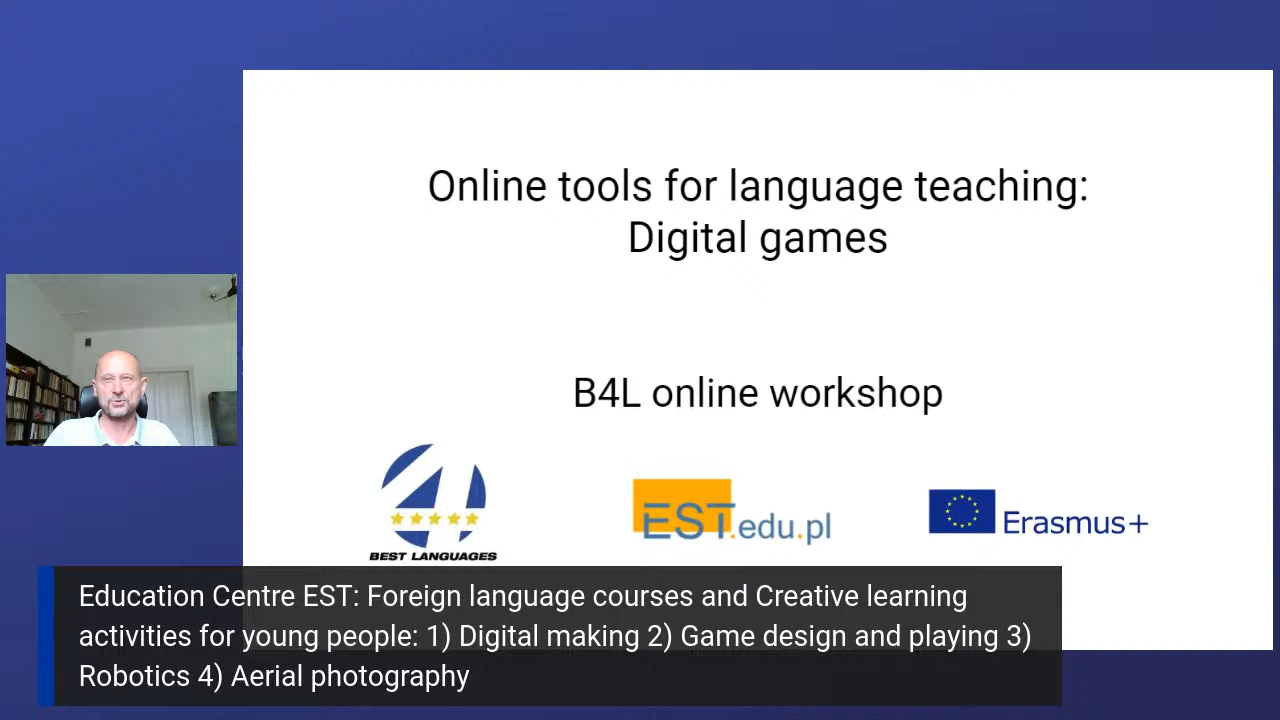 Online tools for language teaching:
Digital games
B4L online workshop
4
BEST LANGUAGES
EST.edu.pl
Erasmus+
Education Centre EST: Foreign language courses and Creative learning
activities for young people: 1) Digital making 2) Game design and playing 3)
Robotics 4) Aerial photography